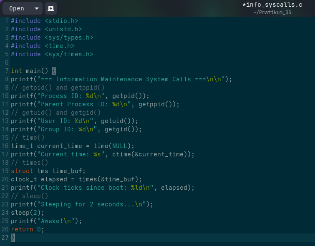 Open
*info_syscalls.c
~/Practice_OS
1 #include <stdio.h>
2 #include <unistd.h>
3 #include <sys/types.h>
4 #include <time.h>
5 #include <sys/times.h>
6
7 int main() {
8 printf("=== Information Maintenance System Calls ===\n\n");
9 // getpid() and getppid()
10 printf("Process ID: %d\n", getpid());
11 printf("Parent Process ID: %d\n", getppid());
12 // getuid() and getgid()
13 printf("User ID: %d\n", getuid());
14 printf("Group ID: %d\n", getgid());
15 // time()
16 time_t current_time = time(NULL);
17 printf("Current time: %s", ctime(&current_time));
18 // times()
19 struct tms time_buf;
20 clock_t elapsed = times(&time_buf);
21 printf("Clock ticks since boot: %ld\n", elapsed);
22 // sleep()
23 printf("Sleeping for 2 seconds...\n");
24 sleep(2);
25 printf("Awake!\n");
26 return 0;
27 }